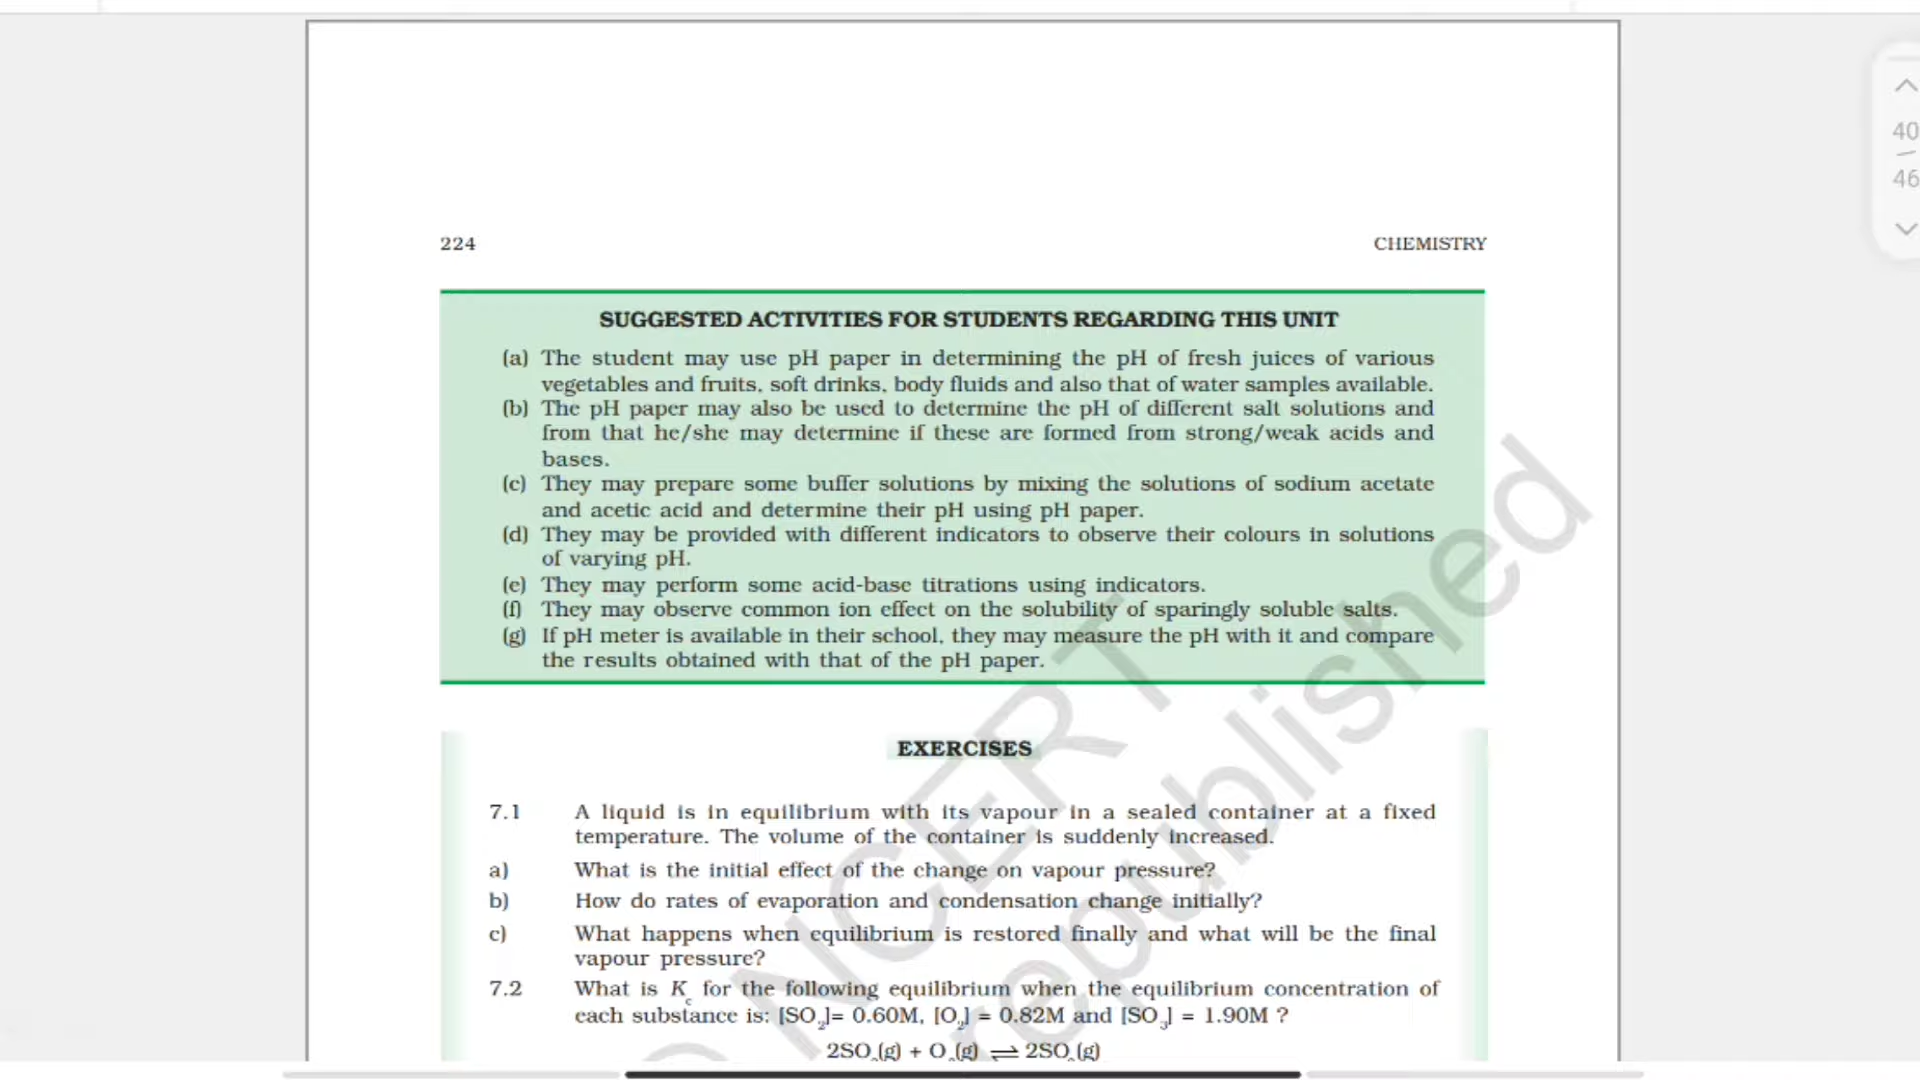 40
46
224 CHEMISTRY
SUGGESTED ACTIVITIES FOR STUDENTS REGARDING THIS UNIT
(a) The student may use pH paper in determining the pH of fresh juices of various
vegetables and fruits, soft drinks, body fluids and also that of water samples available.
(b) The pH paper may also be used to determine the pH of different salt solutions and
from that he/she may determine if these are formed from strong/weak acids and
bases.
(c) They may prepare some buffer solutions by mixing the solutions of sodium acetate
and acetic acid and determine their pH using pH paper.
(d) They may be provided with different indicators to observe their colours in solutions
of varying pH.
(e) They may perform some acid-base titrations using indicators.
(f) They may observe common ion effect on the solubility of sparingly soluble salts.
(g) If pH meter is available in their school, they may measure the pH with it and compare
the results obtained with that of the pH paper.
EXERCISES
7.1 A liquid is in equilibrium with its vapour in a sealed container at a fixed
temperature. The volume of the container is suddenly increased.
a) What is the initial effect of the change on vapour pressure?
b) How do rates of evaporation and condensation change initially?
c) What happens when equilibrium is restored finally and what will be the final
vapour pressure?
7.2 What is Kc for the following equilibrium when the equilibrium concentration of
each substance is: [SO2]= 0.60M, [O2] = 0.82M and [SO3] = 1.90M ?
2SO2(g) + O2(g) ⇌ 2SO3(g)
© NCERT
republished